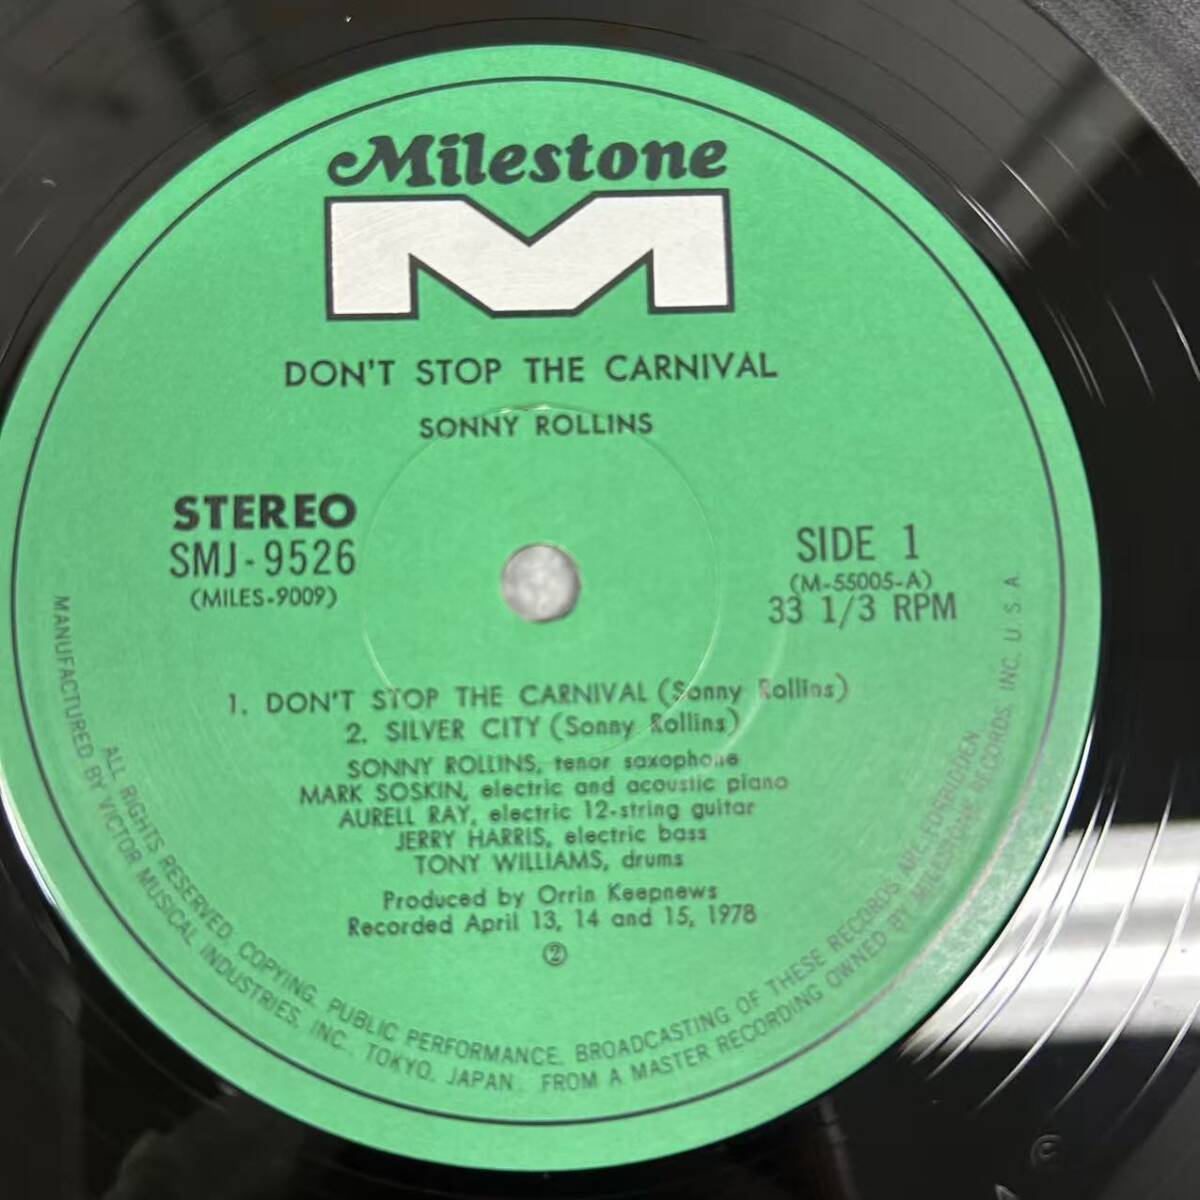 Milestone
DON'T STOP THE CARNIVAL
SONNY ROLLINS
STEREO
SMJ-9526
(MILES-9009)
SIDE 1
(M-55005-A)
33 1/3 RPM
1. DON'T STOP THE CARNIVAL (Sonny Rollins)
2. SILVER CITY (Sonny Rollins)
SONNY ROLLINS, tenor saxophone
MARK SOSKIN, electric and acoustic piano
AURELL RAY, electric 12-string guitar
JERRY HARRIS, electric bass
TONY WILLIAMS, drums
Produced by Orrin Keepnews
Recorded April 13, 14 and 15, 1978
②
ALL RIGHTS RESERVED. COPYING, PUBLIC PERFORMANCE, BROADCASTING OF THESE RECORDS ARE FORBIDDEN
MANUFACTURED BY VICTOR MUSICAL INDUSTRIES, INC., TOKYO, JAPAN. FROM A MASTER RECORDING OWNED BY MILESTONE RECORDS, INC. U.S.A.